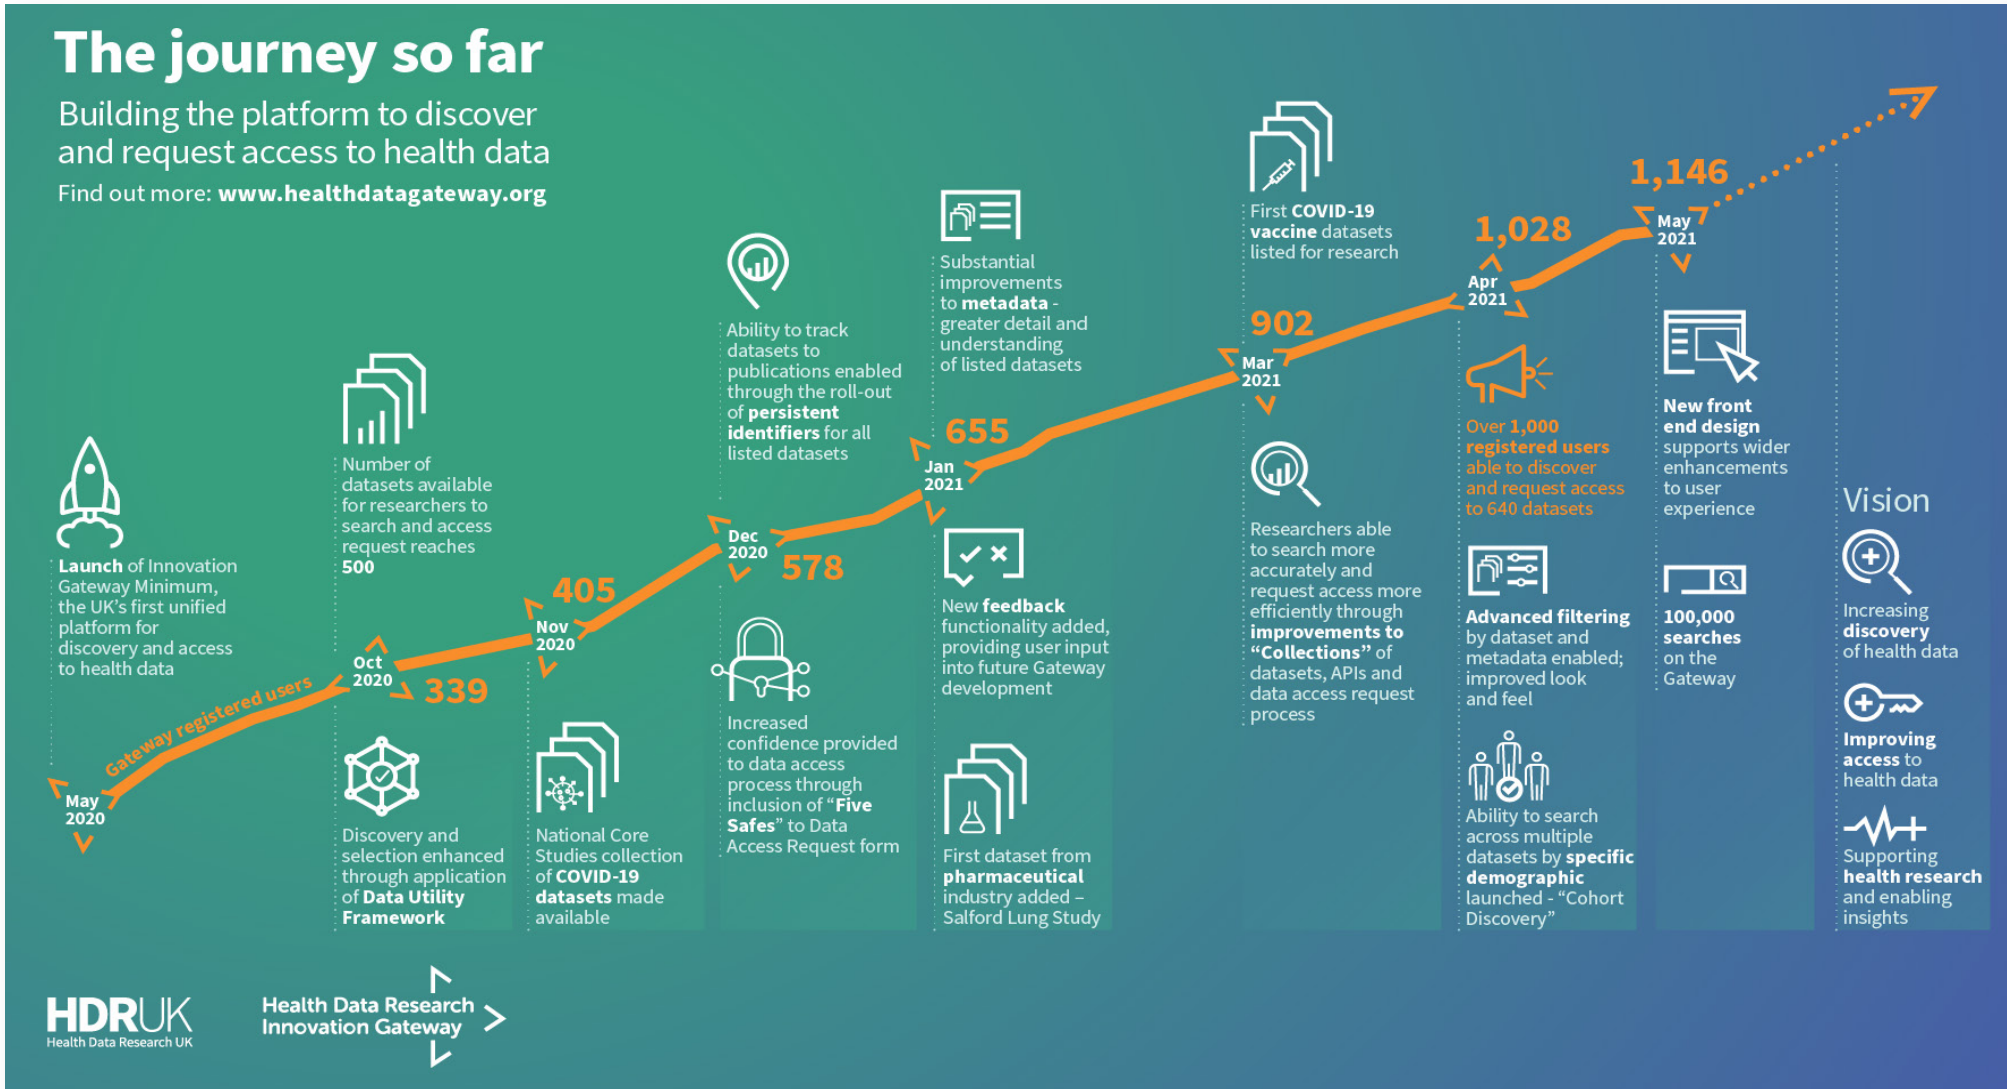 The journey so far
Building the platform to discover
and request access to health data
Find out more: www.healthdatagateway.org
Launch of Innovation
Gateway Minimum,
the UK's first unified
platform for
discovery and access
to health data
May
2020
Gateway registered users
Number of
datasets available
for researchers to
search and access
request reaches
500
Oct
2020
339
Discovery and
selection enhanced
through application
of Data Utility
Framework
405
Nov
2020
National Core
Studies collection
of COVID-19
datasets made
available
Ability to track
datasets to
publications enabled
through the roll-out
of persistent
identifiers for all
listed datasets
Dec
2020
578
Increased
confidence provided
to data access
process through
inclusion of “Five
Safes” to Data
Access Request form
Substantial
improvements
to metadata -
greater detail and
understanding
of listed datasets
655
Jan
2021
New feedback
functionality added,
providing user input
into future Gateway
development
First dataset from
pharmaceutical
industry added –
Salford Lung Study
First COVID-19
vaccine datasets
listed for research
902
Mar
2021
Researchers able
to search more
accurately and
request access more
efficiently through
improvements to
“Collections” of
datasets, APIs and
data access request
process
1,028
Apr
2021
Over 1,000
registered users
able to discover
and request access
to 640 datasets
Advanced filtering
by dataset and
metadata enabled;
improved look
and feel
Ability to search
across multiple
datasets by specific
demographic
launched - “Cohort
Discovery”
1,146
May
2021
New front
end design
supports wider
enhancements
to user
experience
100,000
searches
on the
Gateway
Vision
Increasing
discovery
of health data
Improving
access to
health data
Supporting
health research
and enabling
insights
HDRUK
Health Data Research UK
Health Data Research
Innovation Gateway